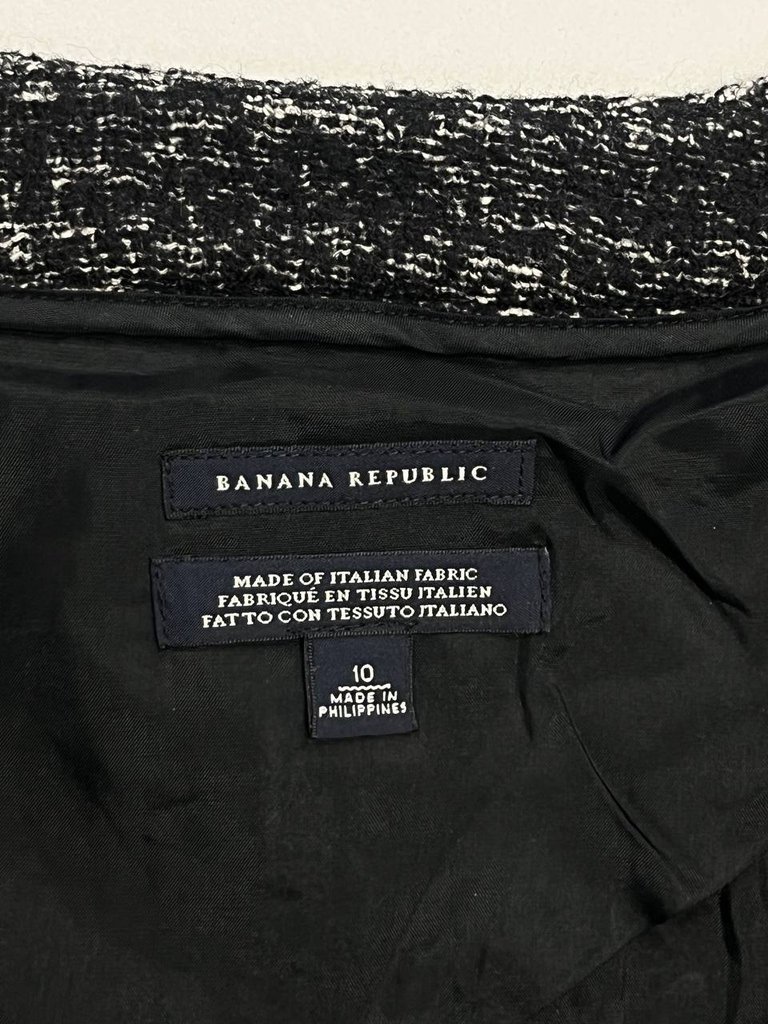 BANANA REPUBLIC
MADE OF ITALIAN FABRIC
FABRIQUÉ EN TISSU ITALIEN
FATTO CON TESSUTO ITALIANO
10
MADE IN
PHILIPPINES